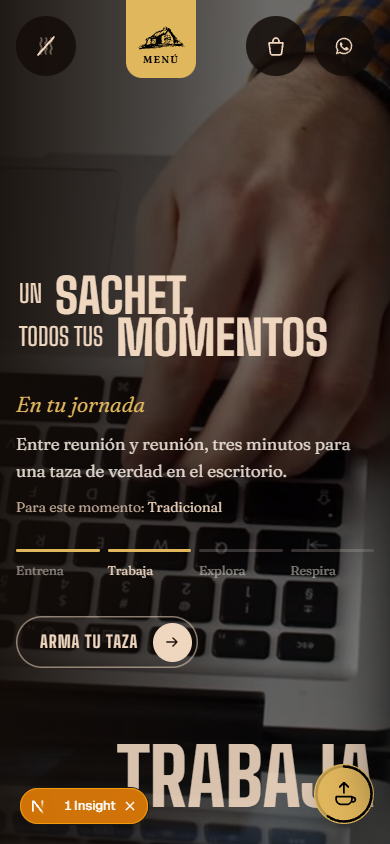 MENÚ
UN SACHET,
TODOS TUS MOMENTOS
En tu jornada
Entre reunión y reunión, tres minutos para
una taza de verdad en el escritorio.
Para este momento: Tradicional
Entrena Trabaja Explora Respira
ARMA TU TAZA
TRABAJA
N 1 Insight